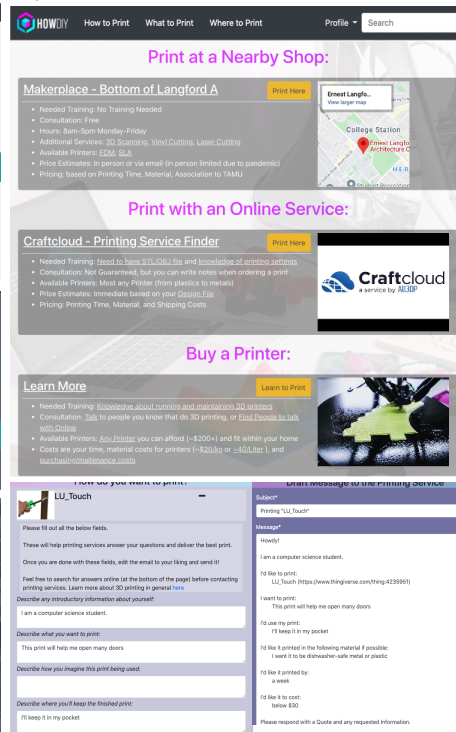 HOWDIY How to Print What to Print Where to Print Profile Search
Print at a Nearby Shop:
Makerplace - Bottom of Langford A
Print Here
Needed Training: No Training Needed
Consultation: Free
Hours: 8am-5pm Monday-Friday
Additional Services: 3D Scanning, Vinyl Cutting, Laser Cutting
Available Printers: FDM, SLA
Price Estimates: In person or via email (in person limited due to pandemic)
Pricing: based on Printing Time, Material, Association to TAMU
Ernest Langfo...
View larger map
College Station
Ernest Langfo
Architecture C
H-E-B
Print with an Online Service:
Craftcloud - Printing Service Finder
Print Here
Needed Training: Need to have STL/OBJ file and knowledge of printing settings
Consultation: Not Guaranteed, but you can write notes when ordering a print
Available Printers: Most any Printer (from plastics to metals)
Price Estimates: Immediate based on your Design File
Pricing: Printing Time, Material, and Shipping Costs
Craftcloud
a service by All3DP
Buy a Printer:
Learn More
Learn to Print
Needed Training: Knowledge about running and maintaining 3D printers
Consultation: Talk to people you know that do 3D printing, or Find People to talk
with Online
Available Printers: Any Printer you can afford (~$200+) and fit within your home
Costs are your time, material costs for printers (~$20/kg or ~40/Liter ), and
purchasing/maltenance costs
How do you want to print?
LU_Touch
Please fill out all the below fields.
These will help printing services answer your questions and deliver the best print.
Once you are done with these fields, edit the email to your liking and send it!
Feel free to search for answers online (at the bottom of the page) before contacting
printing services. Learn more about 3D printing in general here
Describe any introductory information about yourself:
I am a computer science student.
Describe what you want to print:
This print will help me open many doors
Describe how you imagine this print being used:
Describe where you'll keep the finished print:
I'll keep it in my pocket
Draft Message to the Printing Service
Subject*
Printing "LU_Touch"
Message*
Howdy!
I am a computer science student.
I'd like to print:
LU_Touch (https://www.thingiverse.com/thing:4235951)
I want to print:
This print will help me open many doors
I'd use my print:
I'll keep it in my pocket
I'd like it printed in the following material if possible:
I want it to be dishwasher-safe metal or plastic
I'd like it printed by:
a week
I'd like it to cost:
below $30
Please respond with a Quote and any requested Information.